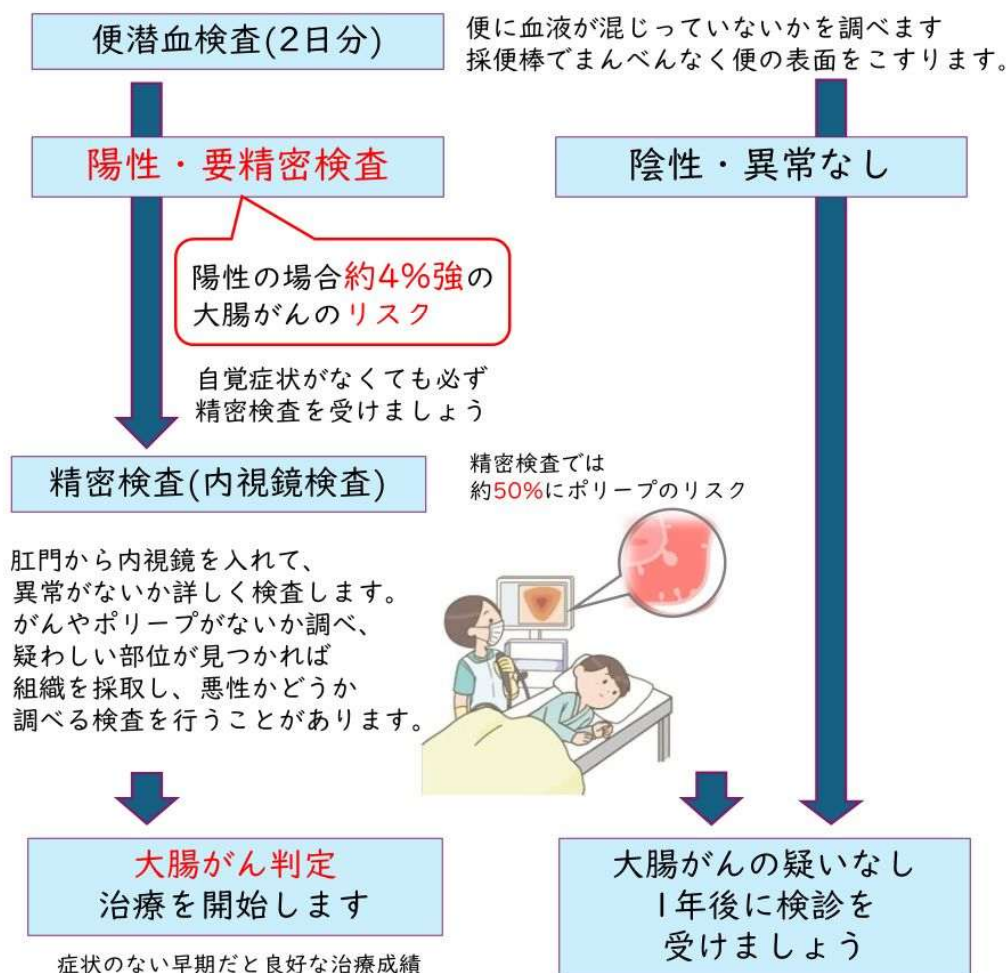 便潜血検査(2日分)
便に血液が混じっていないかを調べます
採便棒でまんべんなく便の表面をこすります。
陽性・要精密検査
陰性・異常なし
陽性の場合約4%強の
大腸がんのリスク
自覚症状がなくても必ず
精密検査を受けましょう
精密検査(内視鏡検査)
精密検査では
約50%にポリープのリスク
肛門から内視鏡を入れて、
異常がないか詳しく検査します。
がんやポリープがないか調べ、
疑わしい部位が見つかれば
組織を採取し、悪性かどうか
調べる検査を行うことがあります。
大腸がん判定
治療を開始します
症状のない早期だと良好な治療成績
大腸がんの疑いなし
1年後に検診を
受けましょう